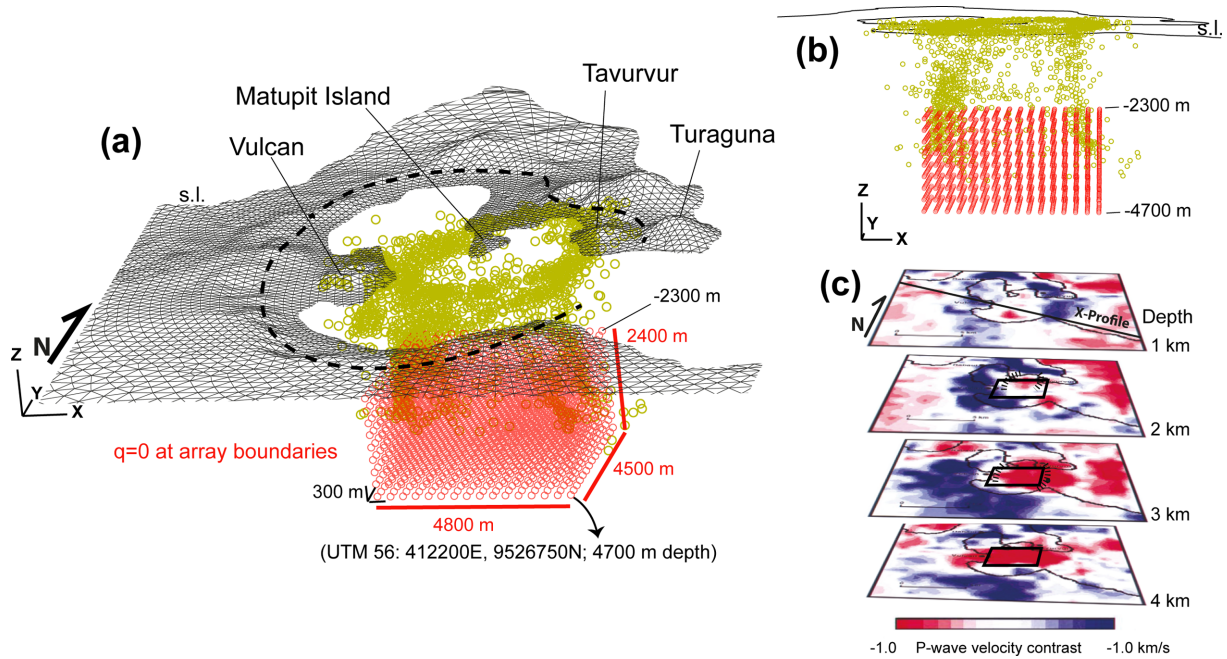 (a)
Matupit Island
Tavurvur
Turaguna
Vulcan
s.l.
N
Z
Y
X
-2300 m
2400 m
4500 m
q=0 at array boundaries
300 m
4800 m
(UTM 56: 412200E, 9526750N; 4700 m depth)
(b)
s.l.
-2300 m
-4700 m
Z
Y
X
(c)
N
X-Profile
Depth
1 km
2 km
3 km
4 km
-1.0 P-wave velocity contrast -1.0 km/s